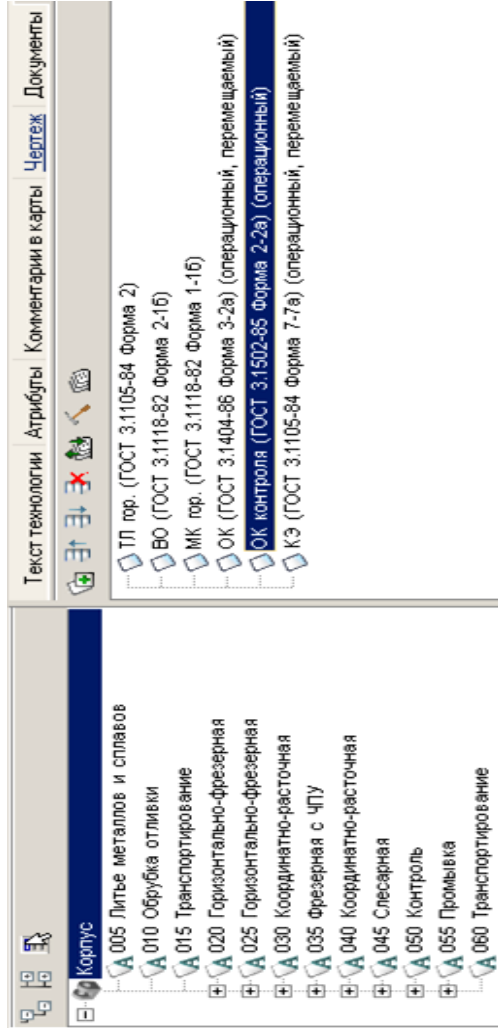 Корпус
005 Литье металлов и сплавов
010 Обрубка отливки
015 Транспортирование
020 Горизонтально-фрезерная
025 Горизонтально-фрезерная
030 Координатно-расточная
035 Фрезерная с ЧПУ
040 Координатно-расточная
045 Слесарная
050 Контроль
055 Промывка
060 Транспортирование
Текст технологии Атрибуты Комментарии в карты Чертеж Документы
ТЛ гор. (ГОСТ 3.1105-84 Форма 2)
ВО (ГОСТ 3.1118-82 Форма 2-1б)
МК гор. (ГОСТ 3.1118-82 Форма 1-1б)
ОК (ГОСТ 3.1404-86 Форма 3-2а) (операционный, перемещаемый)
ОК контроля (ГОСТ 3.1502-85 Форма 2-2а) (операционный)
КЭ (ГОСТ 3.1105-84 Форма 7-7а) (операционный, перемещаемый)